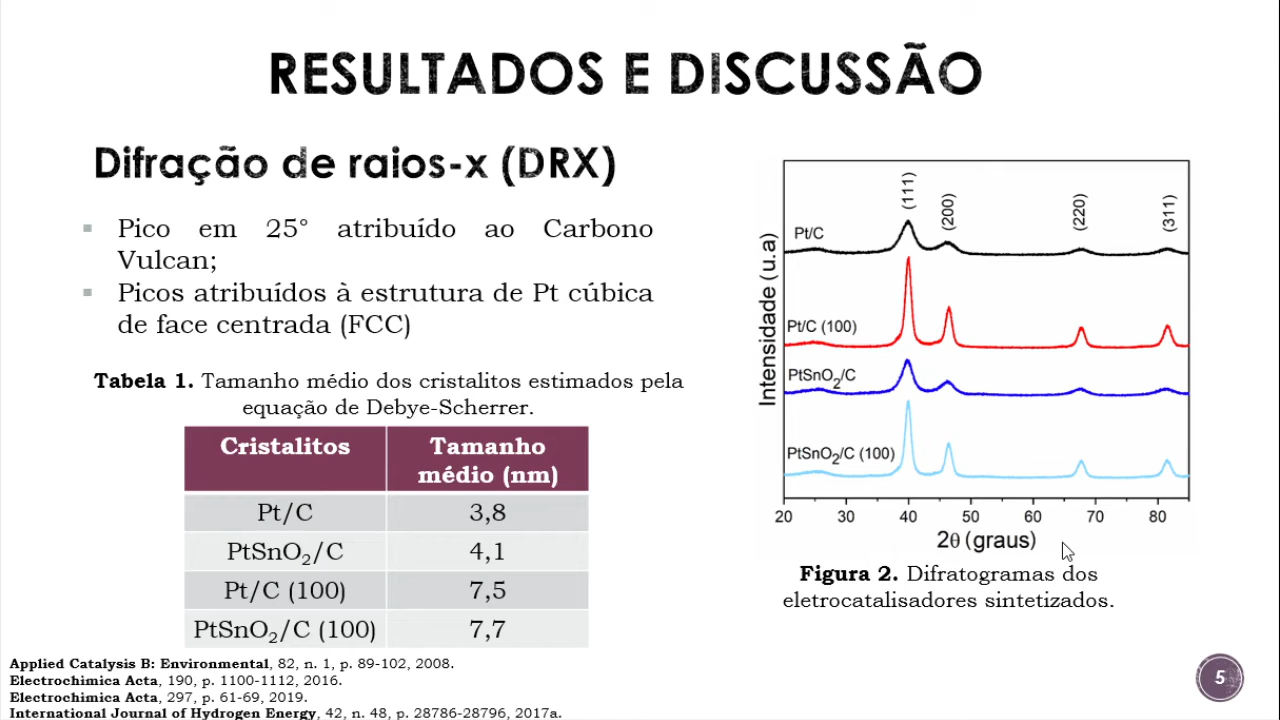 RESULTADOS E DISCUSSÃO
Difração de raios-x (DRX)
Pico em 25° atribuído ao Carbono
Vulcan;
Picos atribuídos à estrutura de Pt cúbica
de face centrada (FCC)
Tabela 1. Tamanho médio dos cristalitos estimados pela
equação de Debye-Scherrer.
Cristalitos
Tamanho
médio (nm)
Pt/C
3,8
PtSnO₂/C
4,1
Pt/C (100)
7,5
PtSnO₂/C (100)
7,7
Applied Catalysis B: Environmental, 82, n. 1, p. 89-102, 2008.
Electrochimica Acta, 190, p. 1100-1112, 2016.
Electrochimica Acta, 297, p. 61-69, 2019.
International Journal of Hydrogen Energy, 42, n. 48, p. 28786-28796, 2017a.
(111)
(200)
(220)
(311)
Pt/C
Pt/C (100)
PtSnO₂/C
PtSnO₂/C (100)
Intensidade (u.a)
20 30 40 50 60 70 80
2θ (graus)
Figura 2. Difratogramas dos
eletrocatalisadores sintetizados.
5